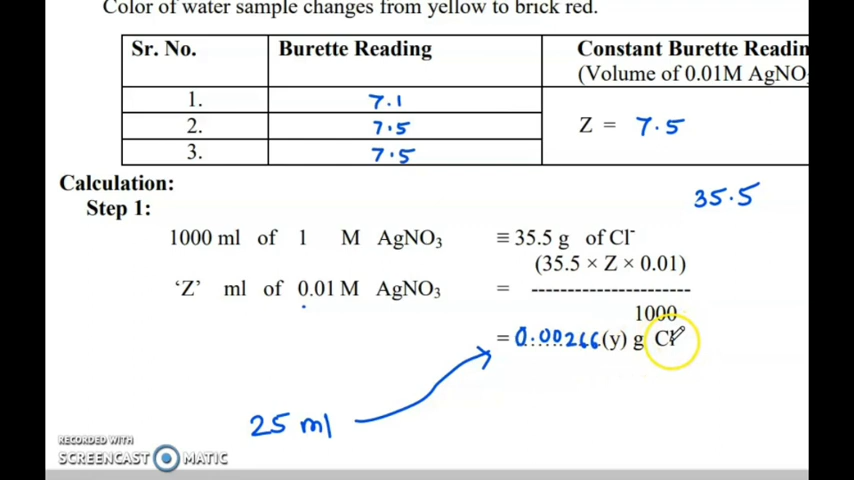 Color of water sample changes from yellow to brick red.
Sr. No. Burette Reading Constant Burette Readin
(Volume of 0.01M AgNO
1. 7.1
2. 7.5 Z = 7.5
3. 7.5
Calculation:
35.5
Step 1:
1000 ml of 1 M AgNO₃ ≡ 35.5 g of Cl⁻
(35.5 × Z × 0.01)
‘Z’ ml of 0.01 M AgNO₃ = --------------------
1000
= 0.00266 (y) g Cl
25 ml
RECORDED WITH
SCREENCAST MATIC